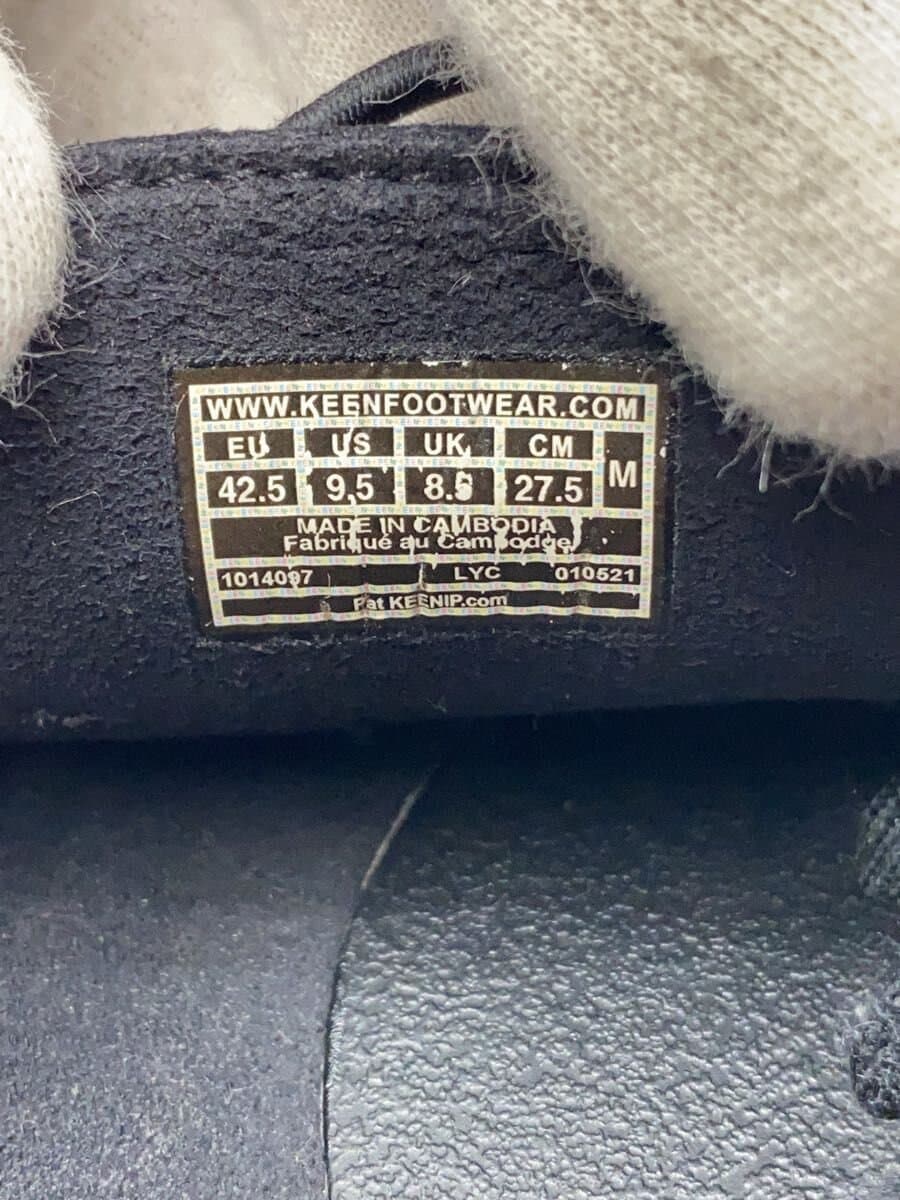 WWW.KEENFOOTWEAR.COM
EU US UK CM M
42.5 9.5 8.5 27.5
MADE IN CAMBODIA
Fabriqué au Cambodge
1014097 LYC 010521
Pat KEENIP.com